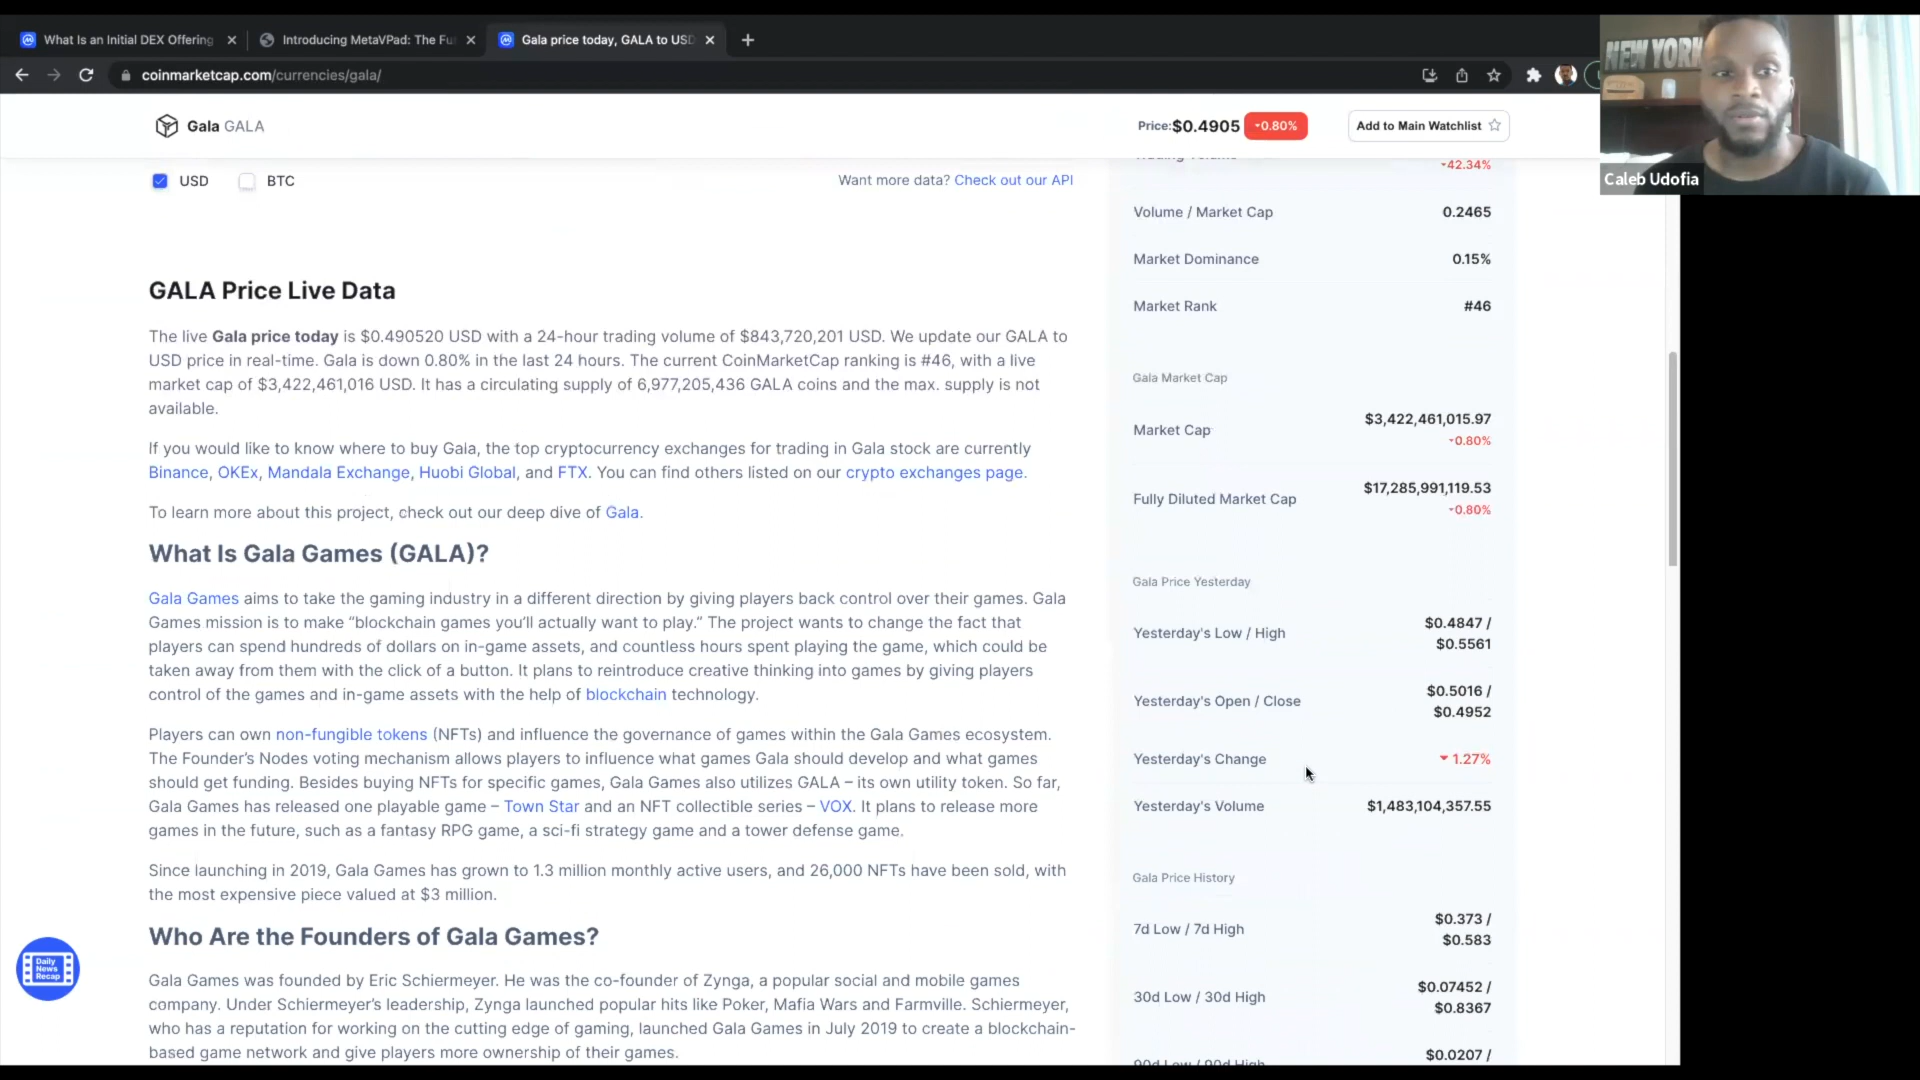 What Is an Initial DEX Offering
Introducing MetaVPad: The Fu
Gala price today, GALA to USD
coinmarketcap.com/currencies/gala/
NEW YORK
Caleb Udofia
Gala GALA
Price:$0.4905
0.80%
Add to Main Watchlist
Trading Volume
42.34%
USD
BTC
Want more data? Check out our API
Volume / Market Cap
0.2465
Market Dominance
0.15%
Market Rank
#46
GALA Price Live Data
The live Gala price today is $0.490520 USD with a 24-hour trading volume of $843,720,201 USD. We update our GALA to
USD price in real-time. Gala is down 0.80% in the last 24 hours. The current CoinMarketCap ranking is #46, with a live
market cap of $3,422,461,016 USD. It has a circulating supply of 6,977,205,436 GALA coins and the max. supply is not
available.
If you would like to know where to buy Gala, the top cryptocurrency exchanges for trading in Gala stock are currently
Binance, OKEx, Mandala Exchange, Huobi Global, and FTX. You can find others listed on our crypto exchanges page.
To learn more about this project, check out our deep dive of Gala.
What Is Gala Games (GALA)?
Gala Games aims to take the gaming industry in a different direction by giving players back control over their games. Gala
Games mission is to make “blockchain games you’ll actually want to play.” The project wants to change the fact that
players can spend hundreds of dollars on in-game assets, and countless hours spent playing the game, which could be
taken away from them with the click of a button. It plans to reintroduce creative thinking into games by giving players
control of the games and in-game assets with the help of blockchain technology.
Players can own non-fungible tokens (NFTs) and influence the governance of games within the Gala Games ecosystem.
The Founder’s Nodes voting mechanism allows players to influence what games Gala should develop and what games
should get funding. Besides buying NFTs for specific games, Gala Games also utilizes GALA – its own utility token. So far,
Gala Games has released one playable game – Town Star and an NFT collectible series – VOX. It plans to release more
games in the future, such as a fantasy RPG game, a sci-fi strategy game and a tower defense game.
Since launching in 2019, Gala Games has grown to 1.3 million monthly active users, and 26,000 NFTs have been sold, with
the most expensive piece valued at $3 million.
Who Are the Founders of Gala Games?
Gala Games was founded by Eric Schiermeyer. He was the co-founder of Zynga, a popular social and mobile games
company. Under Schiermeyer’s leadership, Zynga launched popular hits like Poker, Mafia Wars and Farmville. Schiermeyer,
who has a reputation for working on the cutting edge of gaming, launched Gala Games in July 2019 to create a blockchain-
based game network and give players more ownership of their games.
Gala Market Cap
Market Cap
$3,422,461,015.97
0.80%
Fully Diluted Market Cap
$17,285,991,119.53
0.80%
Gala Price Yesterday
Yesterday's Low / High
$0.4847 /
$0.5561
Yesterday's Open / Close
$0.5016 /
$0.4952
Yesterday's Change
1.27%
Yesterday's Volume
$1,483,104,357.55
Gala Price History
7d Low / 7d High
$0.373 /
$0.583
30d Low / 30d High
$0.07452 /
$0.8367
90d Low / 90d High
$0.0207 /
Daily
News
Recap